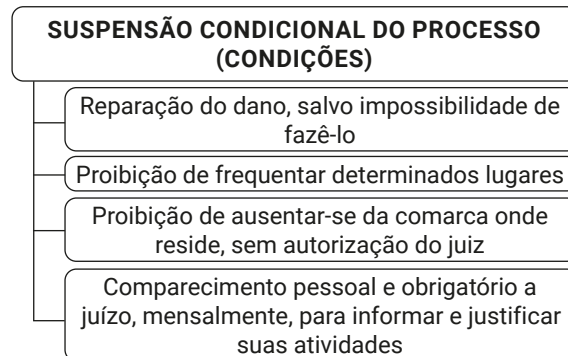 SUSPENSÃO CONDICIONAL DO PROCESSO
(CONDIÇÕES)
Reparação do dano, salvo impossibilidade de
fazê-lo
Proibição de frequentar determinados lugares
Proibição de ausentar-se da comarca onde
reside, sem autorização do juiz
Comparecimento pessoal e obrigatório a
juízo, mensalmente, para informar e justificar
suas atividades